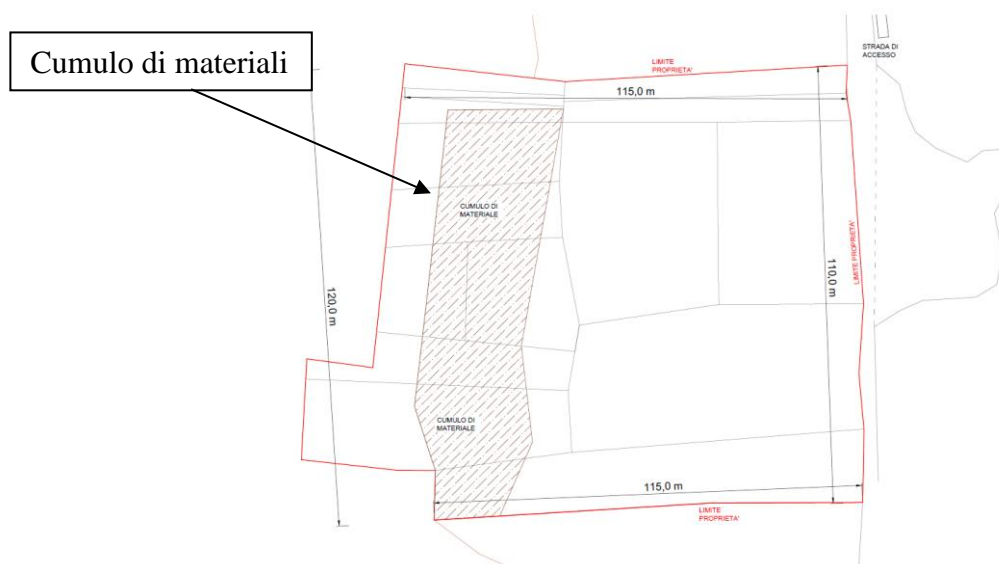 Cumulo di materiali
STRADA DI
ACCESSO
LIMITE
PROPRIETA'
115,0 m
CUMULO DI
MATERIALE
LIMITE PROPRIETA'
110,0 m
120,0 m
CUMULO DI
MATERIALE
115,0 m
LIMITE
PROPRIETA'